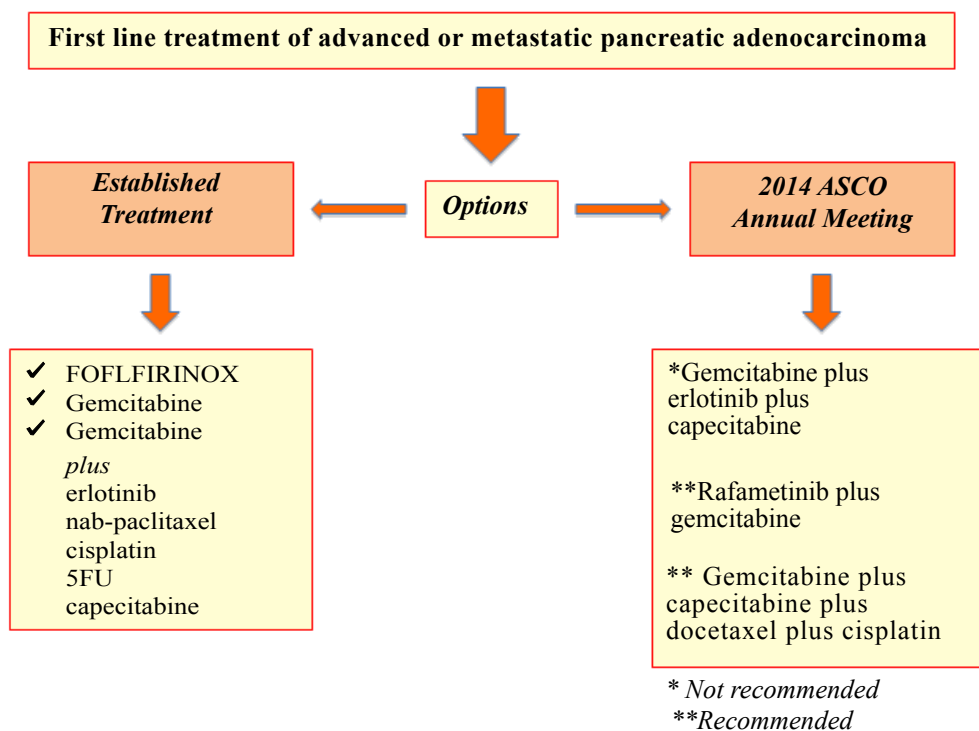 First line treatment of advanced or metastatic pancreatic adenocarcinoma
Established
Treatment
Options
2014 ASCO
Annual Meeting
✓ FOFLFIRINOX
✓ Gemcitabine
✓ Gemcitabine
plus
erlotinib
nab-paclitaxel
cisplatin
5FU
capecitabine
*Gemcitabine plus
erlotinib plus
capecitabine
**Rafametinib plus
gemcitabine
** Gemcitabine plus
capecitabine plus
docetaxel plus cisplatin
* Not recommended
**Recommended